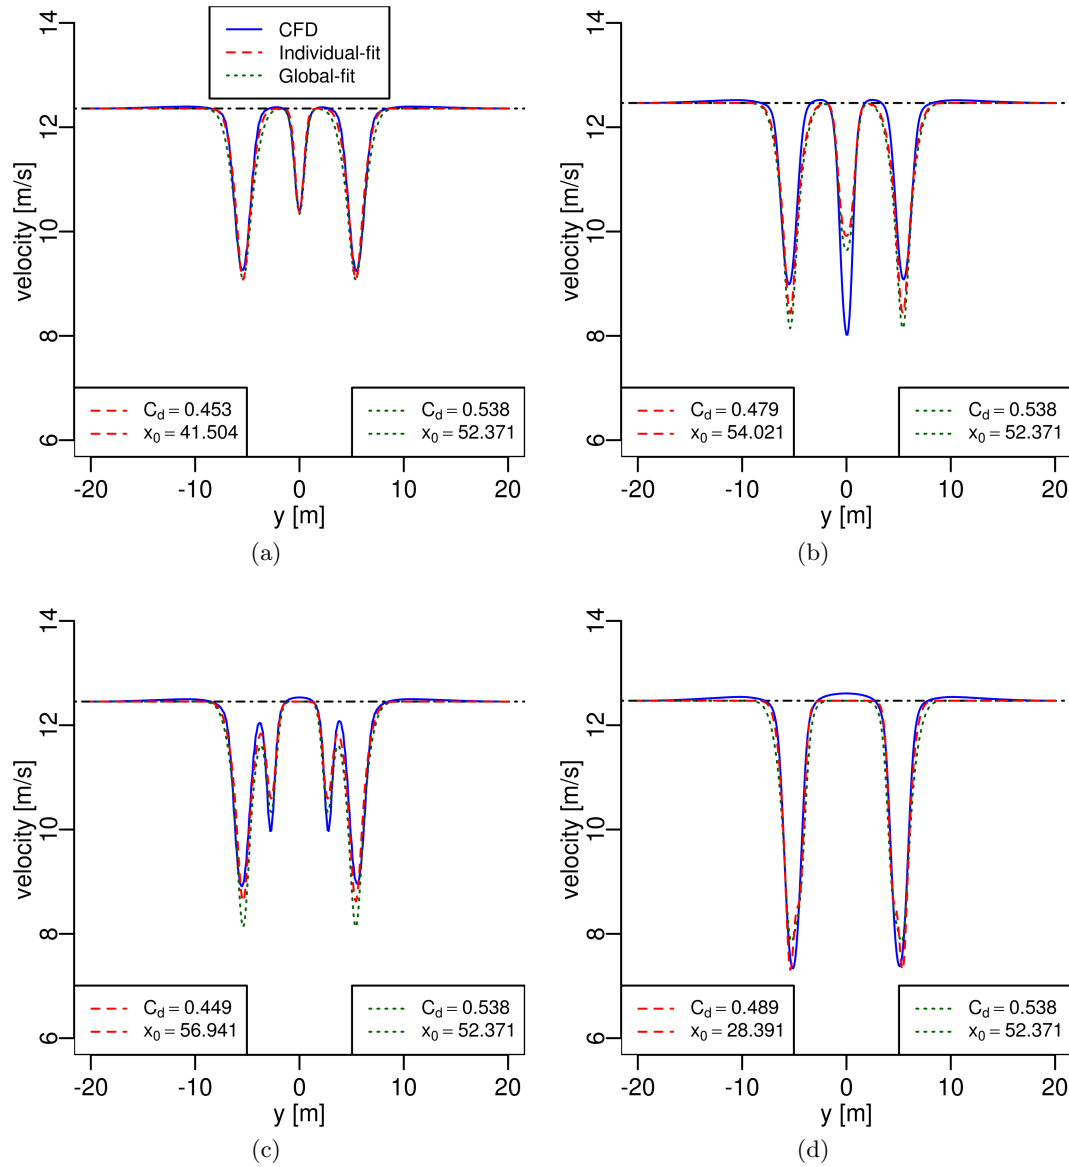 CFD
Individual-fit
Global-fit
velocity [m/s]
6
8
10
12
14
C_d = 0.453
x_0 = 41.504
C_d = 0.538
x_0 = 52.371
-20 -10 0 10 20
y [m]
(a)
velocity [m/s]
6
8
10
12
14
C_d = 0.479
x_0 = 54.021
C_d = 0.538
x_0 = 52.371
-20 -10 0 10 20
y [m]
(b)
velocity [m/s]
6
8
10
12
14
C_d = 0.449
x_0 = 56.941
C_d = 0.538
x_0 = 52.371
-20 -10 0 10 20
y [m]
(c)
velocity [m/s]
6
8
10
12
14
C_d = 0.489
x_0 = 28.391
C_d = 0.538
x_0 = 52.371
-20 -10 0 10 20
y [m]
(d)